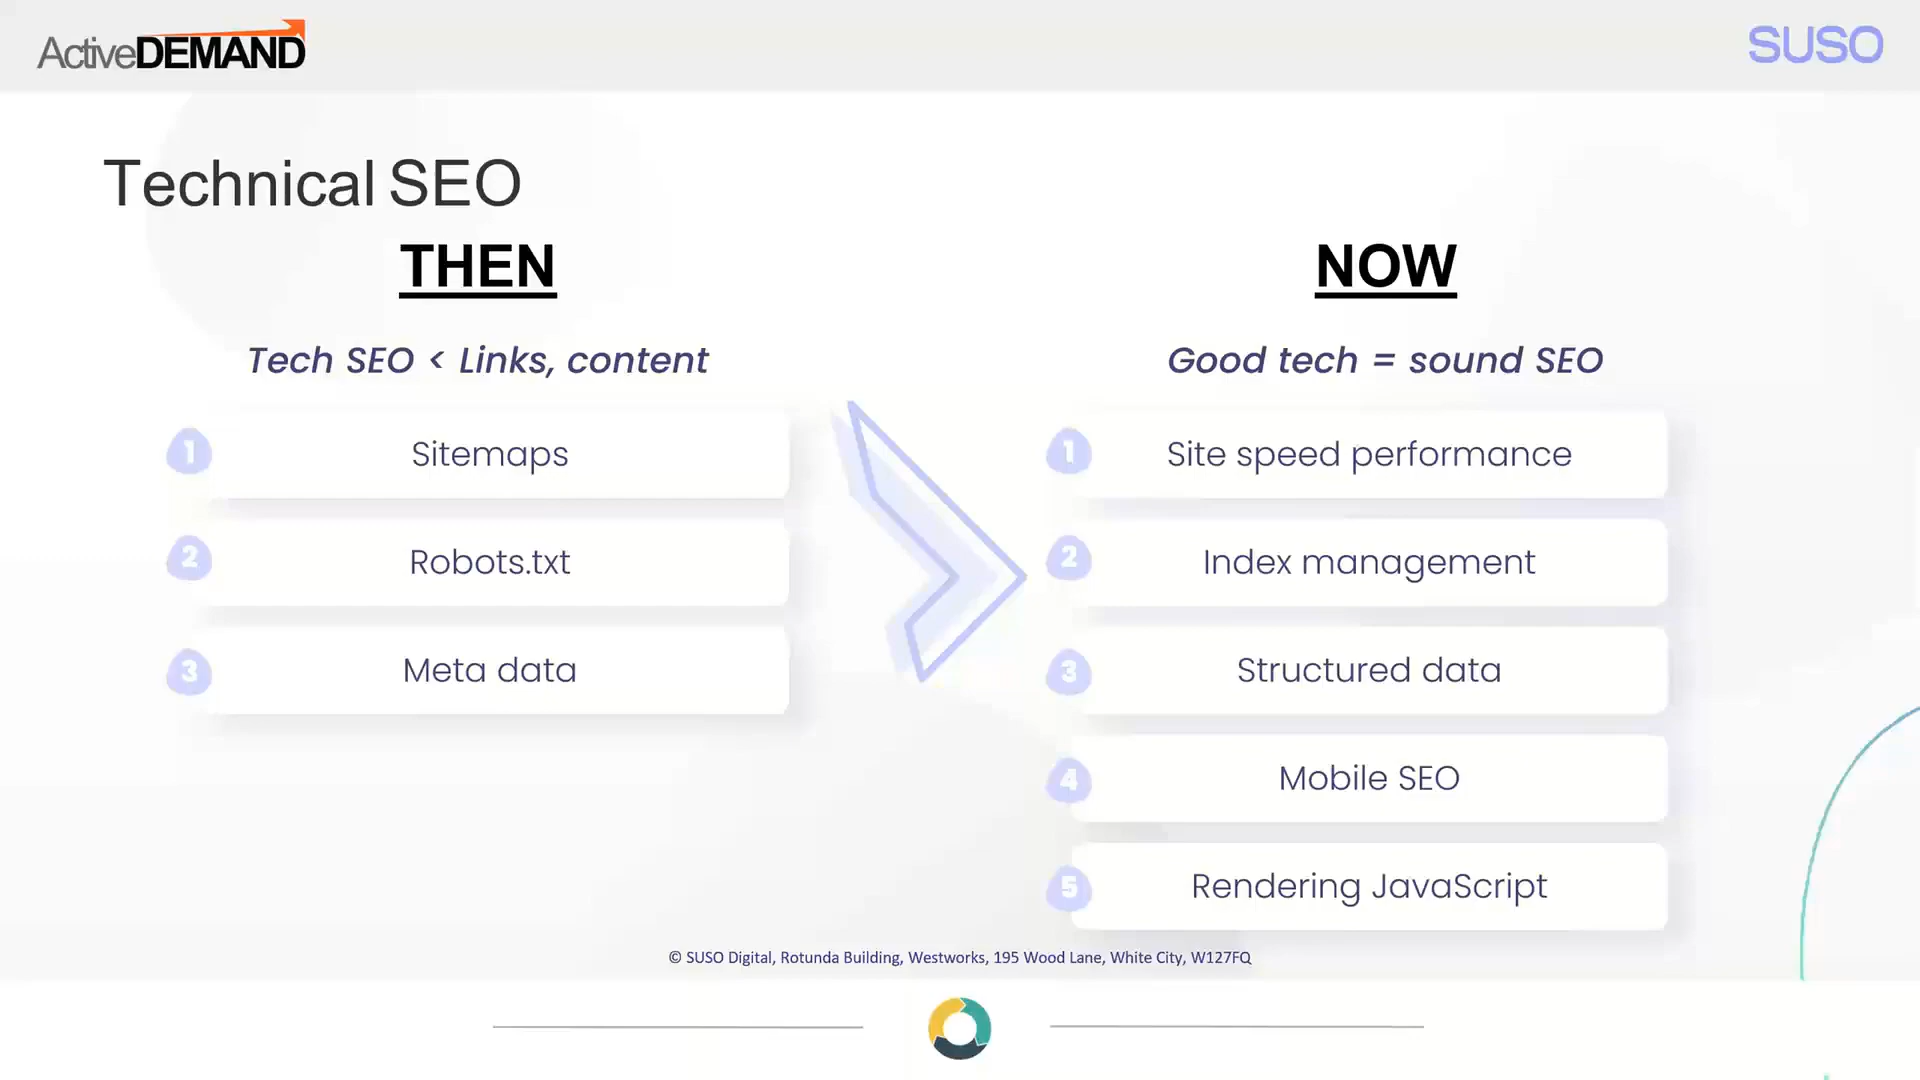 ActiveDEMAND
SUSO
Technical SEO
THEN
Tech SEO < Links, content
1 Sitemaps
2 Robots.txt
3 Meta data
NOW
Good tech = sound SEO
1 Site speed performance
2 Index management
3 Structured data
4 Mobile SEO
5 Rendering JavaScript
© SUSO Digital, Rotunda Building, Westworks, 195 Wood Lane, White City, W127FQ